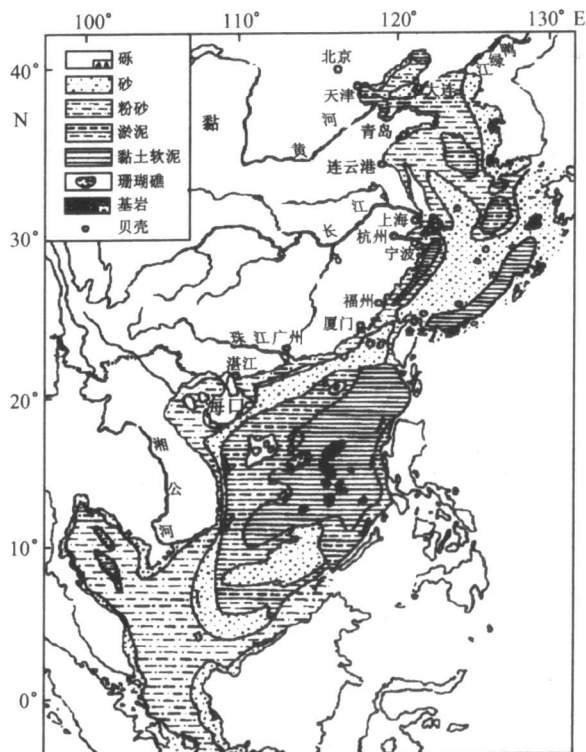 100° 110° 120° 130° E
40°
N
30°
20°
10°
0°
砾
砂
粉砂
淤泥
黏土软泥
珊瑚礁
基岩
贝壳
黏
北京
天津
大连
鸭
绿
江
河
黄
青岛
连云港
江
长
上海
杭州
宁波
福州
厦门
珠江广州
湛江
海口
湄
公
河